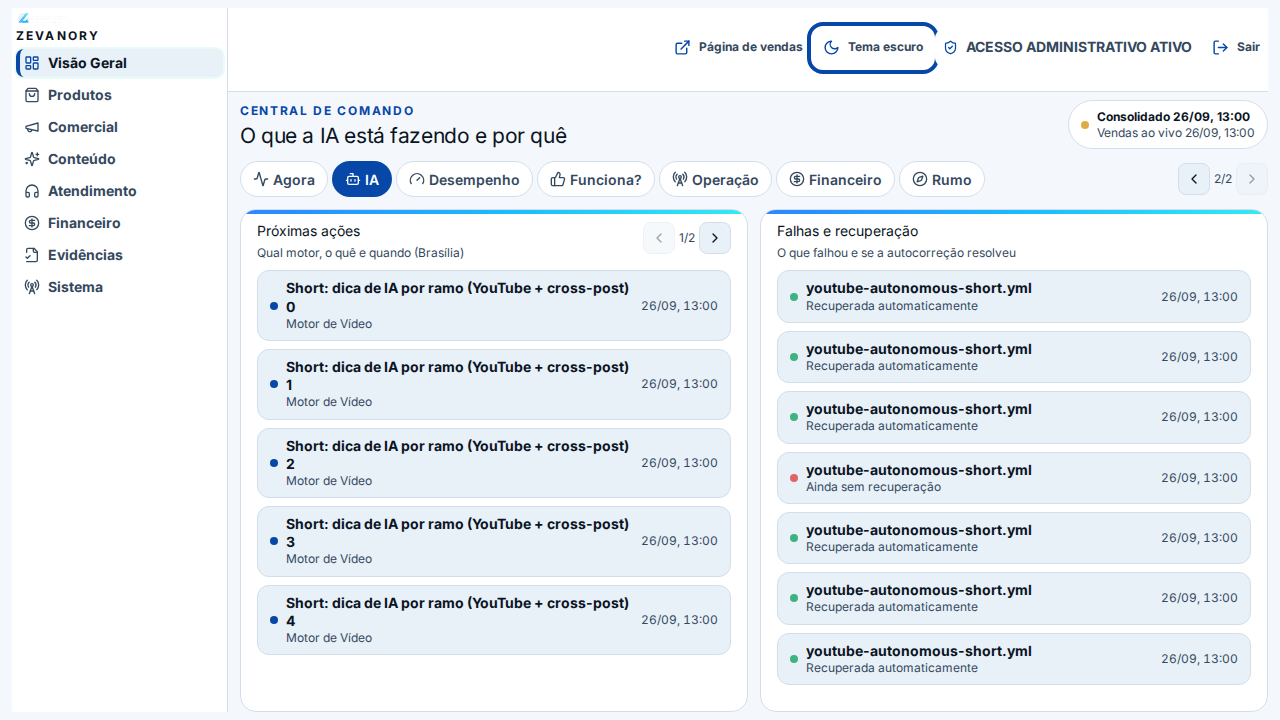 ZEVANORY
Visão Geral
Produtos
Comercial
Conteúdo
Atendimento
Financeiro
Evidências
Sistema
Página de vendas
Tema escuro
ACESSO ADMINISTRATIVO ATIVO
Sair
CENTRAL DE COMANDO
O que a IA está fazendo e por quê
Consolidado 26/09, 13:00
Vendas ao vivo 26/09, 13:00
Agora
IA
Desempenho
Funciona?
Operação
Financeiro
Rumo
2/2
Próximas ações
Qual motor, o quê e quando (Brasília)
1/2
Short: dica de IA por ramo (YouTube + cross-post)
0
Motor de Vídeo
26/09, 13:00
Short: dica de IA por ramo (YouTube + cross-post)
1
Motor de Vídeo
26/09, 13:00
Short: dica de IA por ramo (YouTube + cross-post)
2
Motor de Vídeo
26/09, 13:00
Short: dica de IA por ramo (YouTube + cross-post)
3
Motor de Vídeo
26/09, 13:00
Short: dica de IA por ramo (YouTube + cross-post)
4
Motor de Vídeo
26/09, 13:00
Falhas e recuperação
O que falhou e se a autocorreção resolveu
youtube-autonomous-short.yml
Recuperada automaticamente
26/09, 13:00
youtube-autonomous-short.yml
Recuperada automaticamente
26/09, 13:00
youtube-autonomous-short.yml
Recuperada automaticamente
26/09, 13:00
youtube-autonomous-short.yml
Ainda sem recuperação
26/09, 13:00
youtube-autonomous-short.yml
Recuperada automaticamente
26/09, 13:00
youtube-autonomous-short.yml
Recuperada automaticamente
26/09, 13:00
youtube-autonomous-short.yml
Recuperada automaticamente
26/09, 13:00